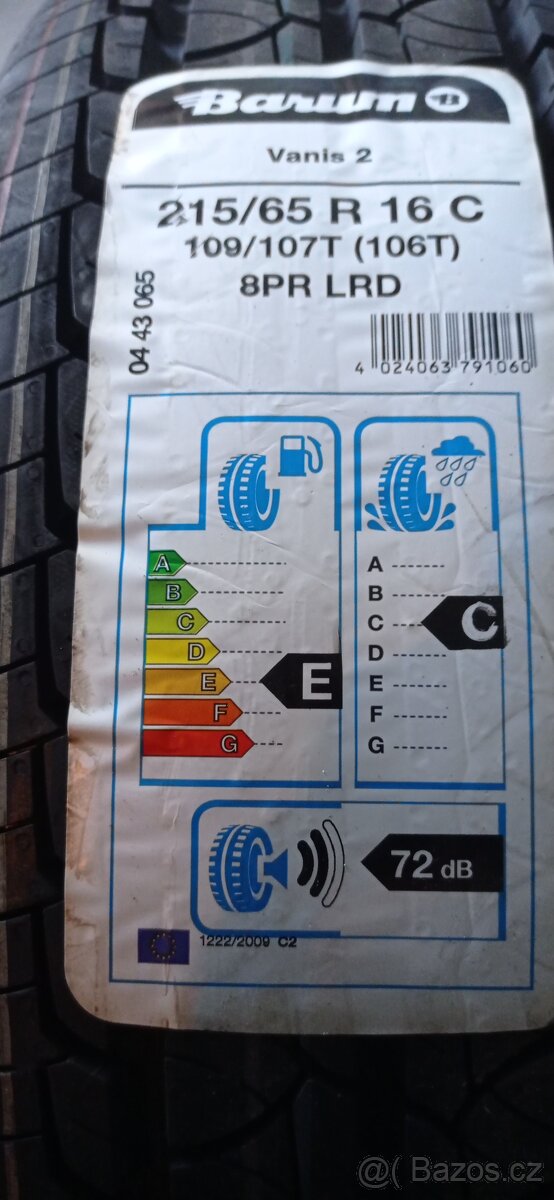 Barum B
Vanis 2
215/65 R 16 C
109/107T (106T)
8PR LRD
04 43 065
4 024063 791060
A
B
C
D
E
F
G
E
A
B
C
D
E
F
G
C
72 dB
1222/2009 C2
@ Bazos.cz